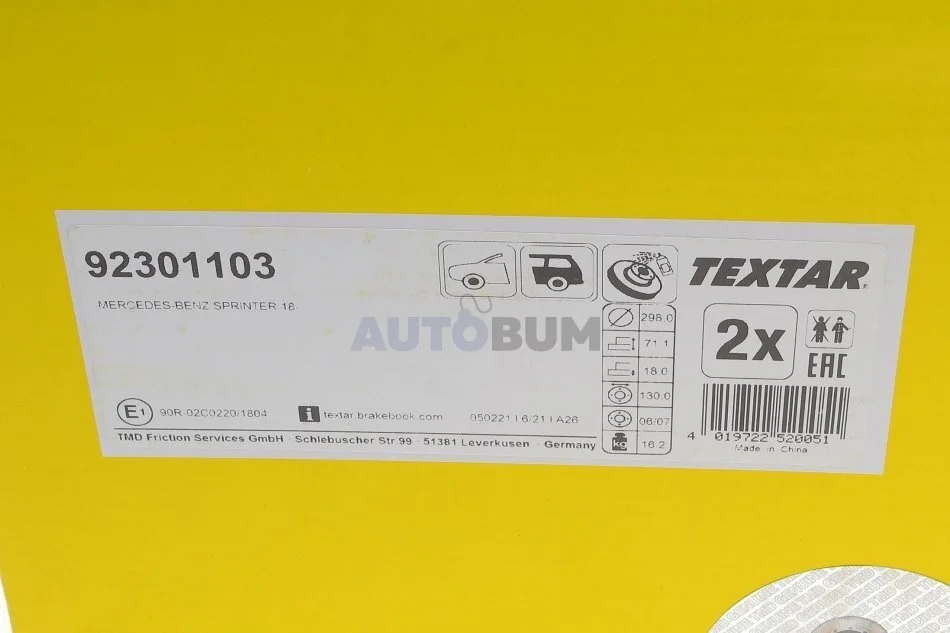 92301103
TEXTAR
MERCEDES-BENZ SPRINTER 18-
AUTOBUM
298.0
71.1
18.0
130.0
06/07
kg 16.2
2x
EAC
E1 90R-02C0220/1804
i textar.brakebook.com
050221 I 6/21 I A26
TMD Friction Services GmbH · Schlebuscher Str 99 · 51381 Leverkusen · Germany
4 019722 520051
Made in China